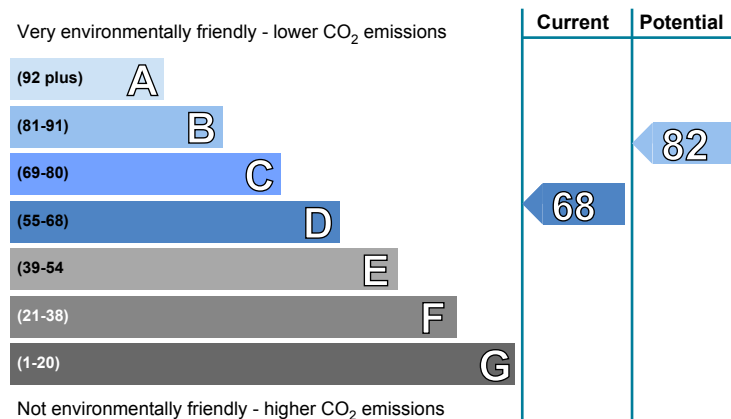 Very environmentally friendly - lower CO2 emissions
Current
Potential
(92 plus) A
(81-91) B
(69-80) C
(55-68) D
(39-54 E
(21-38) F
(1-20) G
82
68
Not environmentally friendly - higher CO2 emissions